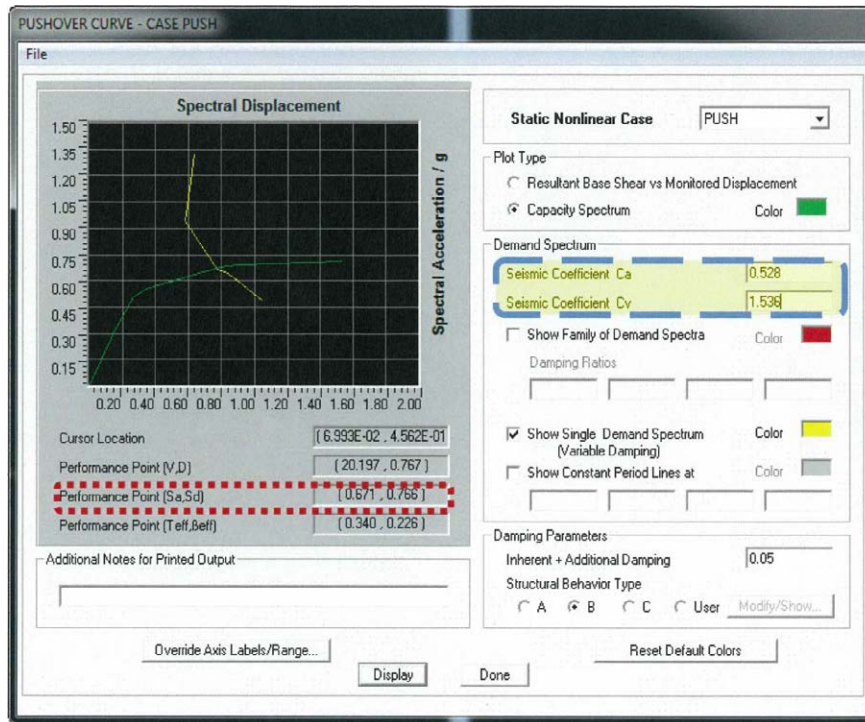 PUSHOVER CURVE - CASE PUSH
File
Spectral Displacement
1.50
1.35
1.20
1.05
0.90
0.75
0.60
0.45
0.30
0.15
0.20 0.40 0.60 0.80 1.00 1.20 1.40 1.60 1.80 2.00
Spectral Acceleration / g
Cursor Location (6.993E-02 , 4.562E-01
Performance Point (V,D) (20.197 , 0.767)
Performance Point (Sa,Sd) (0.671 , 0.766)
Performance Point (Teff,βeff) (0.340 , 0.226)
Additional Notes for Printed Output
Static Nonlinear Case PUSH
Plot Type
Resultant Base Shear vs Monitored Displacement
Capacity Spectrum Color
Demand Spectrum
Seismic Coefficient Ca 0.528
Seismic Coefficient Cv 1.536
Show Family of Demand Spectra Color
Damping Ratios
Show Single Demand Spectrum Color
(Variable Damping)
Show Constant Period Lines at Color
Damping Parameters
Inherent + Additional Damping 0.05
Structural Behavior Type
A B C User Modify/Show...
Override Axis Labels/Range... Reset Default Colors
Display Done